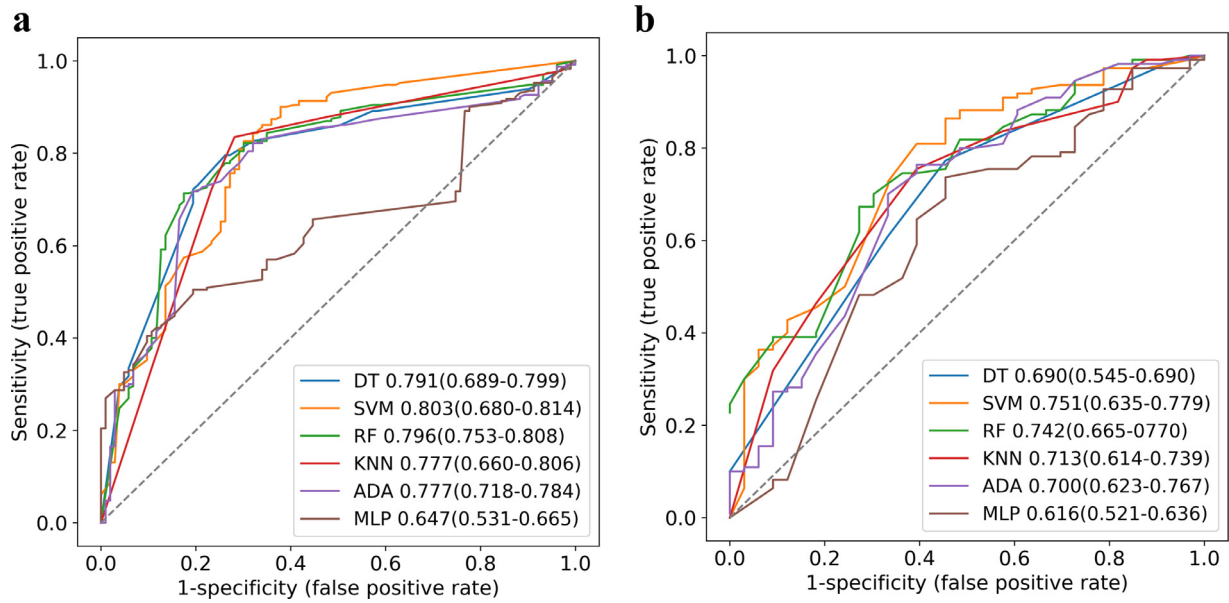 a
Sensitivity (true positive rate)
1.0
0.8
0.6
0.4
0.2
0.0
DT 0.791(0.689-0.799)
SVM 0.803(0.680-0.814)
RF 0.796(0.753-0.808)
KNN 0.777(0.660-0.806)
ADA 0.777(0.718-0.784)
MLP 0.647(0.531-0.665)
0.0 0.2 0.4 0.6 0.8 1.0
1-specificity (false positive rate)
b
Sensitivity (true positive rate)
1.0
0.8
0.6
0.4
0.2
0.0
DT 0.690(0.545-0.690)
SVM 0.751(0.635-0.779)
RF 0.742(0.665-0770)
KNN 0.713(0.614-0.739)
ADA 0.700(0.623-0.767)
MLP 0.616(0.521-0.636)
0.0 0.2 0.4 0.6 0.8 1.0
1-specificity (false positive rate)